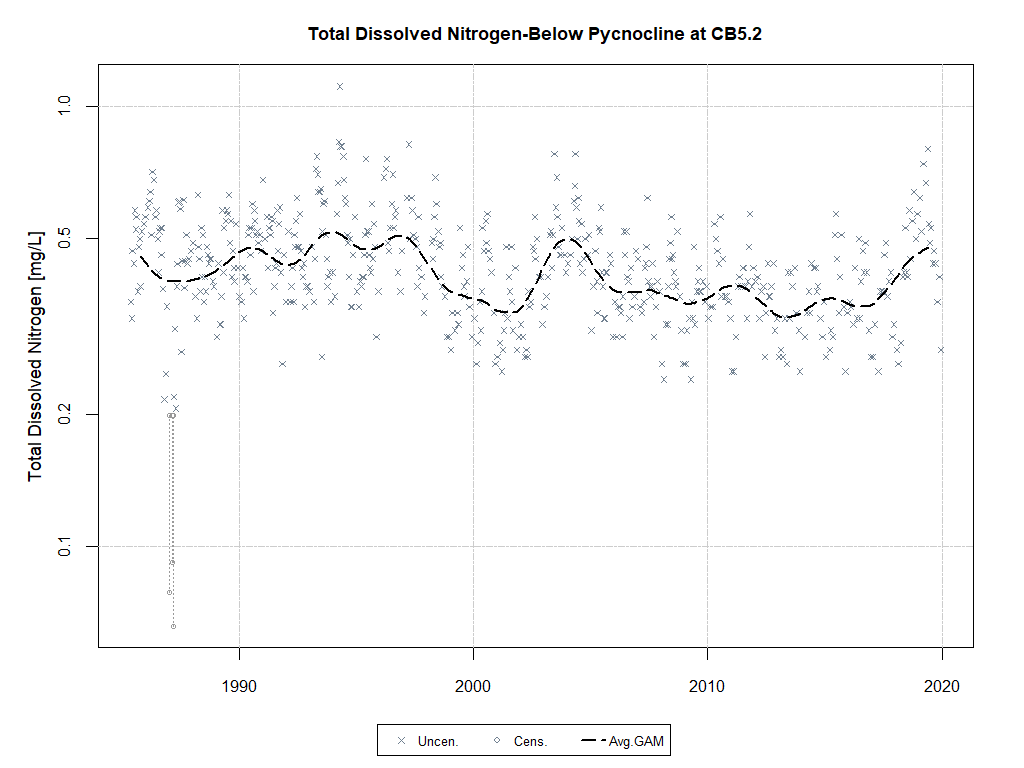 Total Dissolved Nitrogen-Below Pycnocline at CB5.2
Total Dissolved Nitrogen [mg/L]
1.0
0.5
0.2
0.1
1990 2000 2010 2020
Uncen. Cens. Avg.GAM